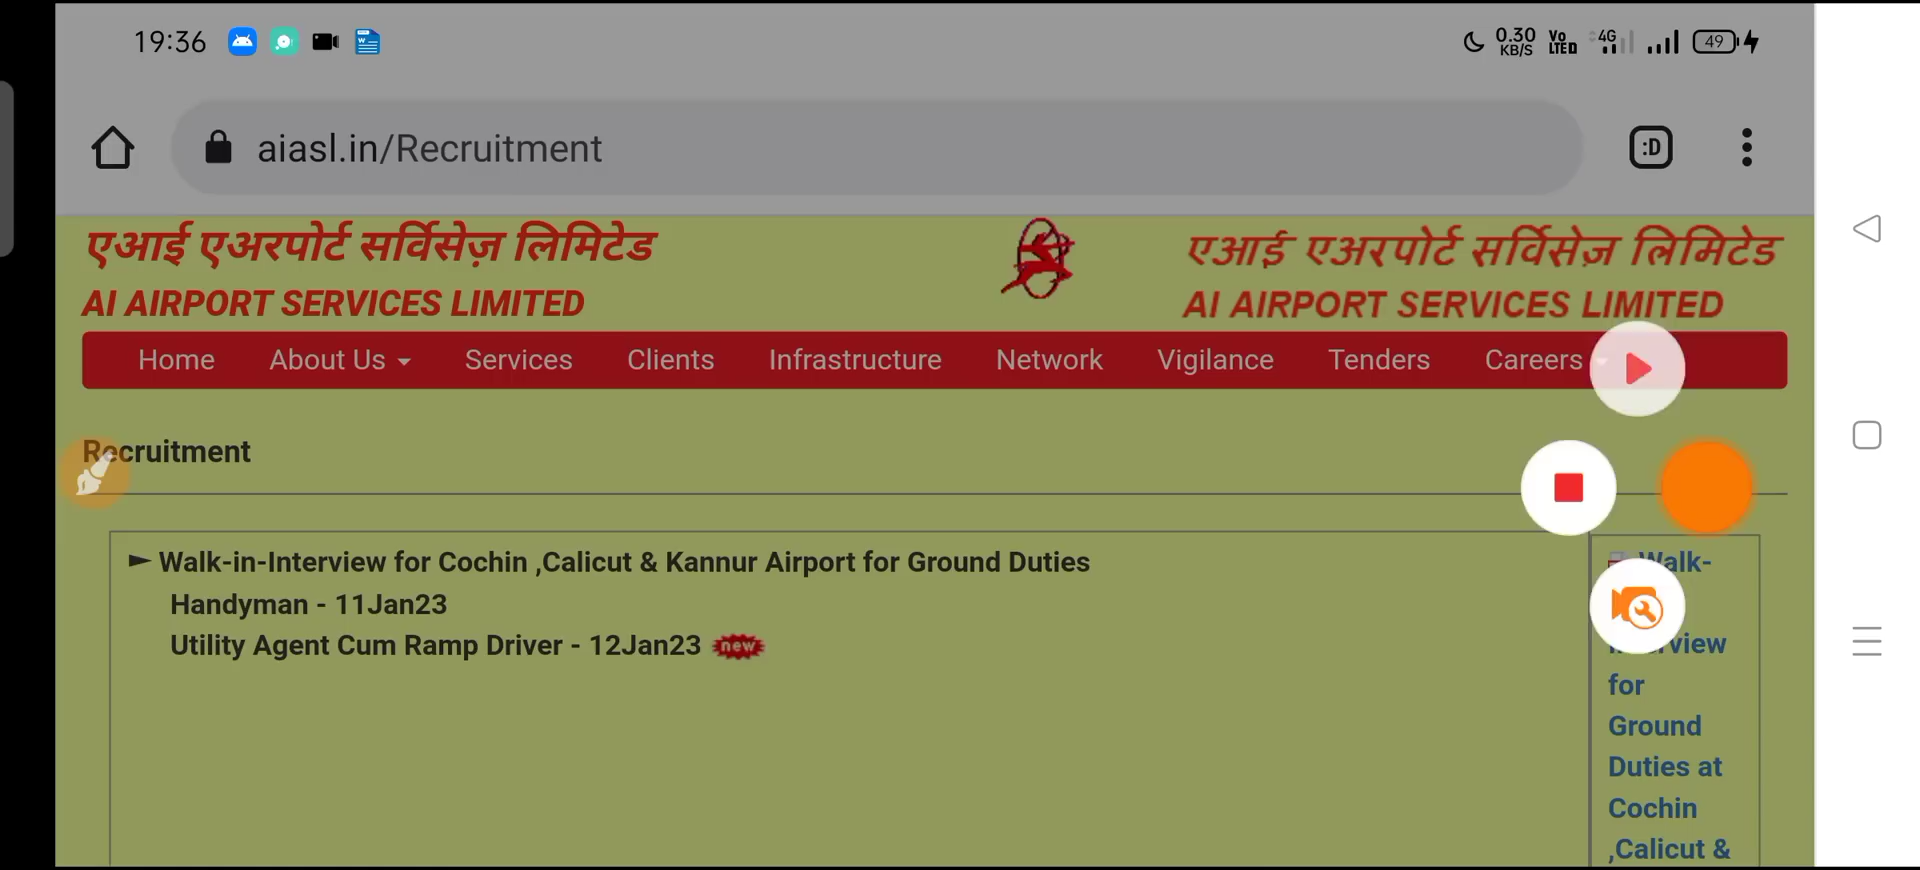 19:36
0.30 KB/S
Vo LTE
4G
49
aiasl.in/Recruitment
:D
एआई एअरपोर्ट सर्विसेज़ लिमिटेड
AI AIRPORT SERVICES LIMITED
एआई एअरपोर्ट सर्विसेज़ लिमिटेड
AI AIRPORT SERVICES LIMITED
Home About Us Services Clients Infrastructure Network Vigilance Tenders Careers
Recruitment
Walk-in-Interview for Cochin ,Calicut & Kannur Airport for Ground Duties
Handyman - 11Jan23
Utility Agent Cum Ramp Driver - 12Jan23 new
Walk-
view
for
Ground
Duties at
Cochin
,Calicut &